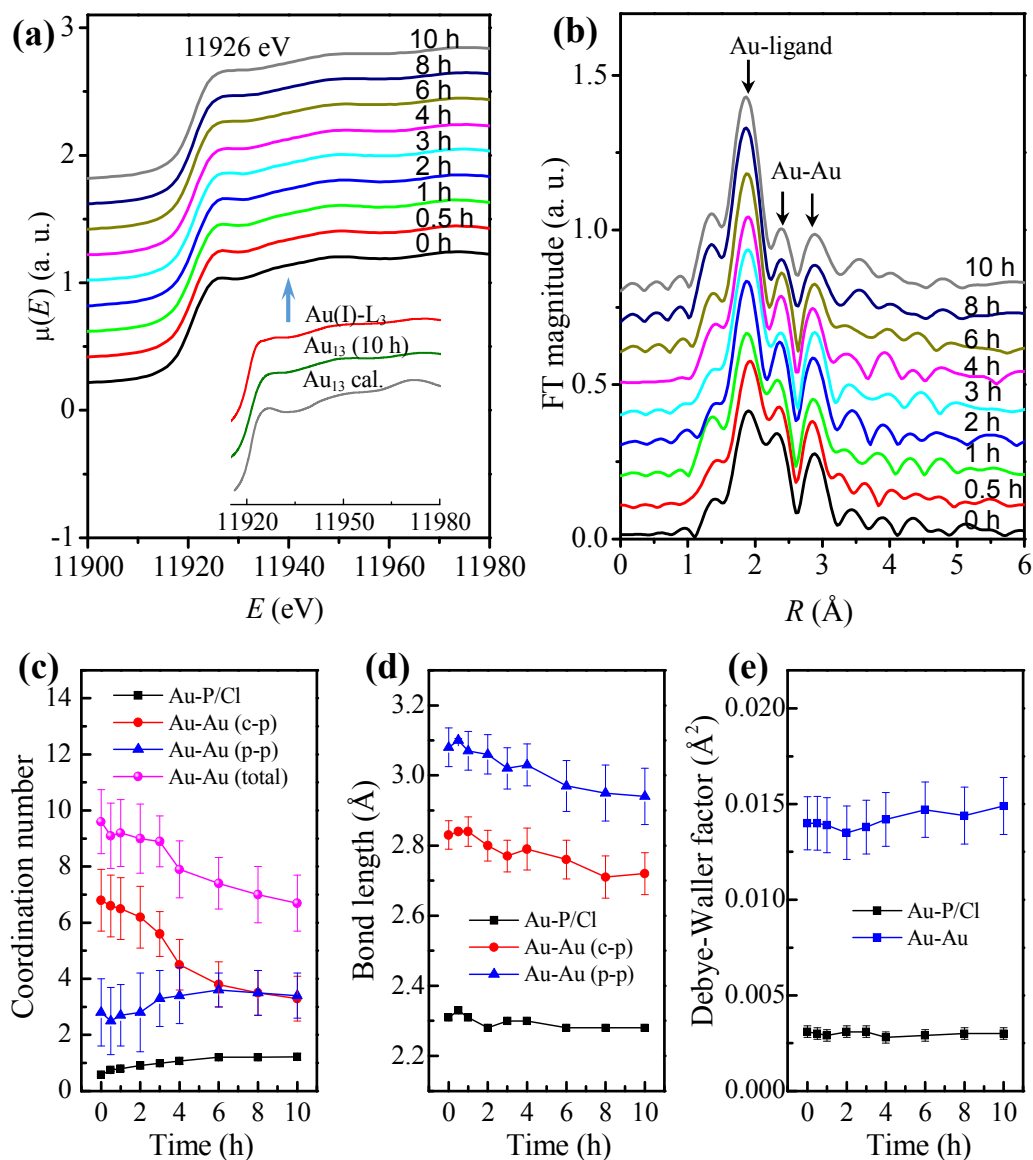 (a)
11926 eV
10 h
8 h
6 h
4 h
3 h
2 h
1 h
0.5 h
0 h
Au(I)-L₃
Au₁₃ (10 h)
Au₁₃ cal.
11920 11950 11980
3
2
1
0
-1
μ(E) (a. u.)
11900 11920 11940 11960 11980
E (eV)
(b)
Au-ligand
Au-Au
10 h
8 h
6 h
4 h
3 h
2 h
1 h
0.5 h
0 h
1.5
1.0
0.5
0.0
FT magnitude (a. u.)
0 1 2 3 4 5 6
R (Å)
(c)
Au-P/Cl
Au-Au (c-p)
Au-Au (p-p)
Au-Au (total)
14
12
10
8
6
4
2
0
Coordination number
0 2 4 6 8 10
Time (h)
(d)
Au-P/Cl
Au-Au (c-p)
Au-Au (p-p)
3.2
3.0
2.8
2.6
2.4
2.2
Bond length (Å)
0 2 4 6 8 10
Time (h)
(e)
Au-P/Cl
Au-Au
0.020
0.015
0.010
0.005
0.000
Debye-Waller factor (Å²)
0 2 4 6 8 10
Time (h)